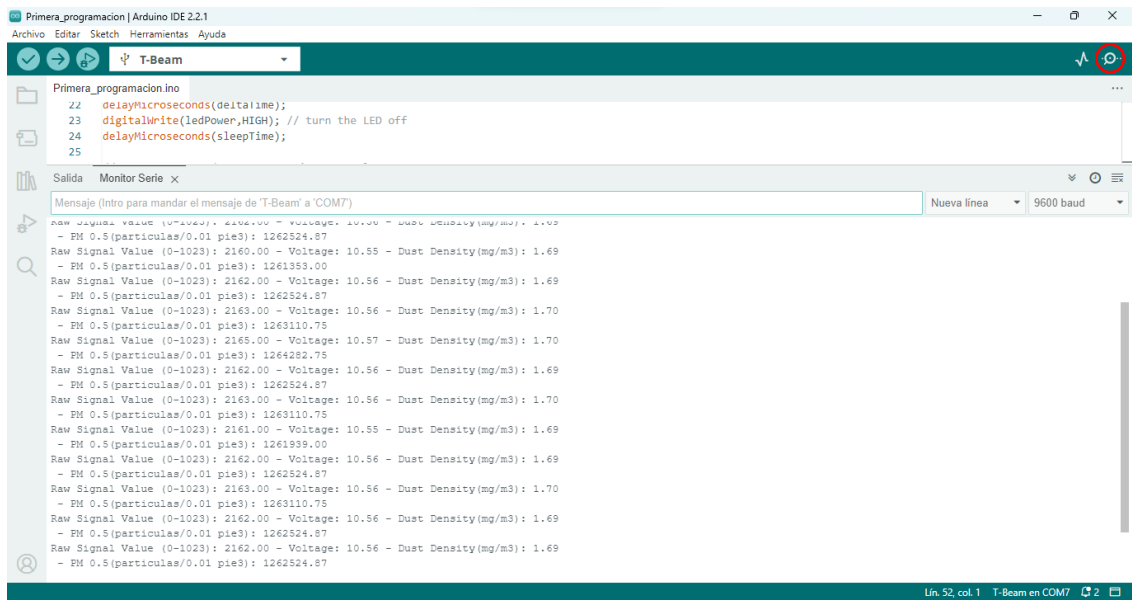 Primera_programacion | Arduino IDE 2.2.1
Archivo Editar Sketch Herramientas Ayuda
T-Beam
Primera_programacion.ino
22 delayMicroseconds(deltaTime);
23 digitalWrite(ledPower,HIGH); // turn the LED off
24 delayMicroseconds(sleepTime);
25
Salida Monitor Serie
Mensaje (Intro para mandar el mensaje de 'T-Beam' a 'COM7') Nueva línea 9600 baud
Raw Signal Value (0-1023): 2162.00 - Voltage: 10.56 - Dust Density(mg/m3): 1.69
- PM 0.5(particulas/0.01 pie3): 1262524.87
Raw Signal Value (0-1023): 2160.00 - Voltage: 10.55 - Dust Density(mg/m3): 1.69
- PM 0.5(particulas/0.01 pie3): 1261353.00
Raw Signal Value (0-1023): 2162.00 - Voltage: 10.56 - Dust Density(mg/m3): 1.69
- PM 0.5(particulas/0.01 pie3): 1262524.87
Raw Signal Value (0-1023): 2163.00 - Voltage: 10.56 - Dust Density(mg/m3): 1.70
- PM 0.5(particulas/0.01 pie3): 1263110.75
Raw Signal Value (0-1023): 2165.00 - Voltage: 10.57 - Dust Density(mg/m3): 1.70
- PM 0.5(particulas/0.01 pie3): 1264282.75
Raw Signal Value (0-1023): 2162.00 - Voltage: 10.56 - Dust Density(mg/m3): 1.69
- PM 0.5(particulas/0.01 pie3): 1262524.87
Raw Signal Value (0-1023): 2163.00 - Voltage: 10.56 - Dust Density(mg/m3): 1.70
- PM 0.5(particulas/0.01 pie3): 1263110.75
Raw Signal Value (0-1023): 2161.00 - Voltage: 10.55 - Dust Density(mg/m3): 1.69
- PM 0.5(particulas/0.01 pie3): 1261939.00
Raw Signal Value (0-1023): 2162.00 - Voltage: 10.56 - Dust Density(mg/m3): 1.69
- PM 0.5(particulas/0.01 pie3): 1262524.87
Raw Signal Value (0-1023): 2163.00 - Voltage: 10.56 - Dust Density(mg/m3): 1.70
- PM 0.5(particulas/0.01 pie3): 1263110.75
Raw Signal Value (0-1023): 2162.00 - Voltage: 10.56 - Dust Density(mg/m3): 1.69
- PM 0.5(particulas/0.01 pie3): 1262524.87
Raw Signal Value (0-1023): 2162.00 - Voltage: 10.56 - Dust Density(mg/m3): 1.69
- PM 0.5(particulas/0.01 pie3): 1262524.87
Lín. 52, col. 1 T-Beam en COM7 2